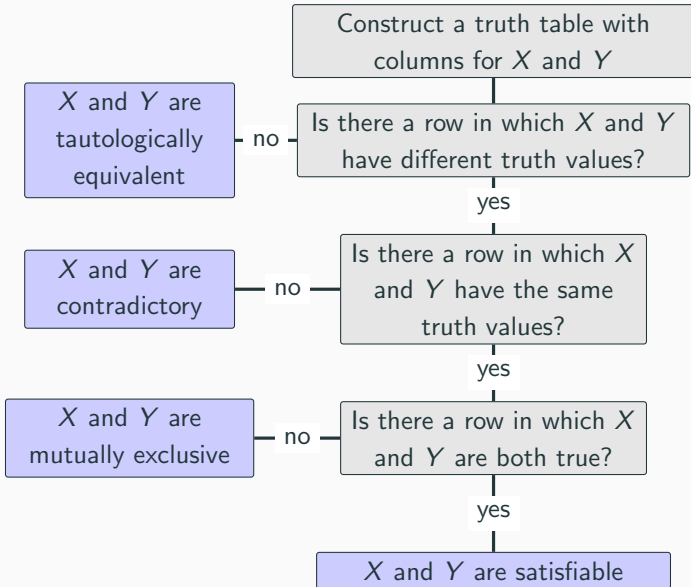 Construct a truth table with
columns for X and Y
Is there a row in which X and Y
have different truth values?
no
X and Y are
tautologically
equivalent
yes
Is there a row in which X
and Y have the same
truth values?
no
X and Y are
contradictory
yes
Is there a row in which X
and Y are both true?
no
X and Y are
mutually exclusive
yes
X and Y are satisfiable